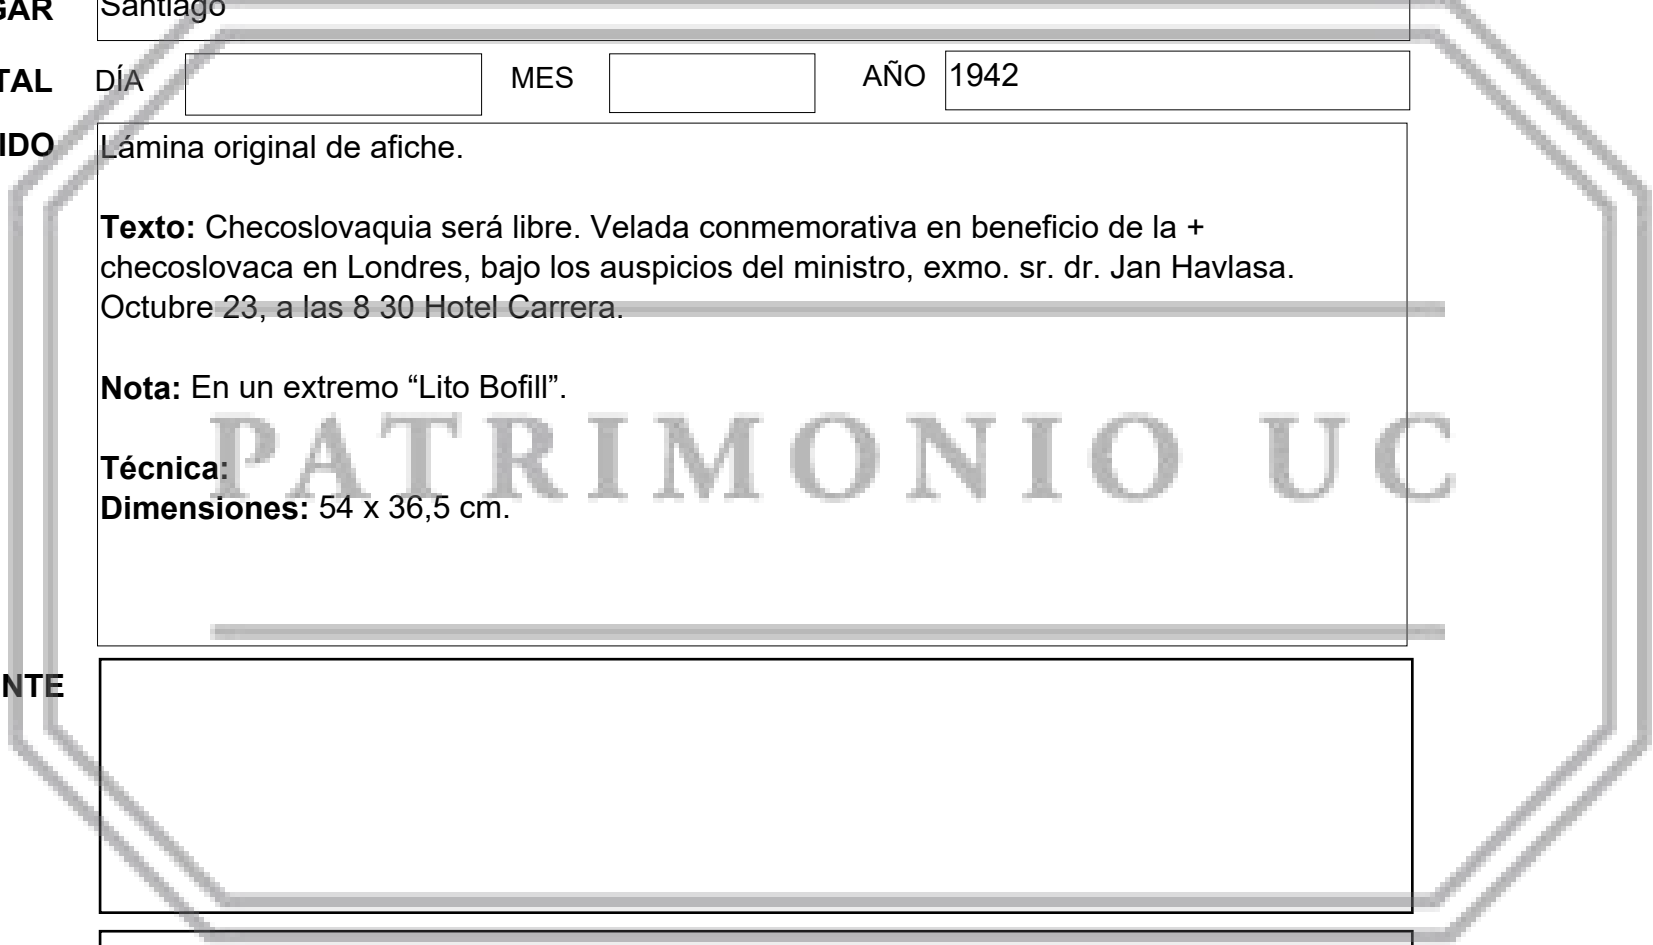 GAR Santiago
TAL DÍA MES AÑO 1942
IDO Lámina original de afiche.
Texto: Checoslovaquia será libre. Velada conmemorativa en beneficio de la +
checoslovaca en Londres, bajo los auspicios del ministro, exmo. sr. dr. Jan Havlasa.
Octubre 23, a las 8 30 Hotel Carrera.
Nota: En un extremo “Lito Bofill”.
PATRIMONIO UC
Técnica:
Dimensiones: 54 x 36,5 cm.
NTE